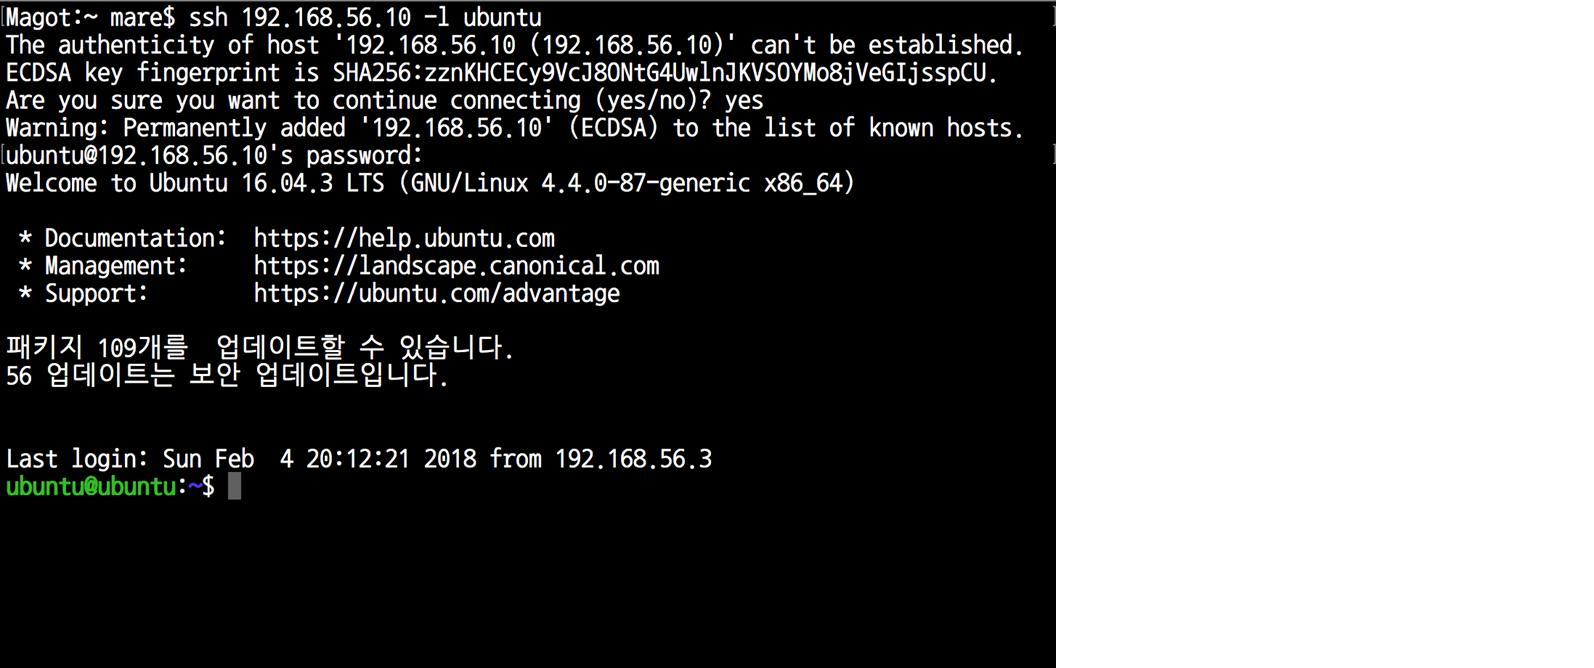 Magot:~ mare$ ssh 192.168.56.10 -l ubuntu
The authenticity of host '192.168.56.10 (192.168.56.10)' can't be established.
ECDSA key fingerprint is SHA256:zznKHCECy9VcJ8ONtG4UwlnJKVSOYMo8jVeGIjsspCU.
Are you sure you want to continue connecting (yes/no)? yes
Warning: Permanently added '192.168.56.10' (ECDSA) to the list of known hosts.
ubuntu@192.168.56.10's password:
Welcome to Ubuntu 16.04.3 LTS (GNU/Linux 4.4.0-87-generic x86_64)
 * Documentation:  https://help.ubuntu.com
 * Management:     https://landscape.canonical.com
 * Support:        https://ubuntu.com/advantage
패키지 109개를  업데이트할 수 있습니다.
56 업데이트는 보안 업데이트입니다.
Last login: Sun Feb  4 20:12:21 2018 from 192.168.56.3
ubuntu@ubuntu:~$